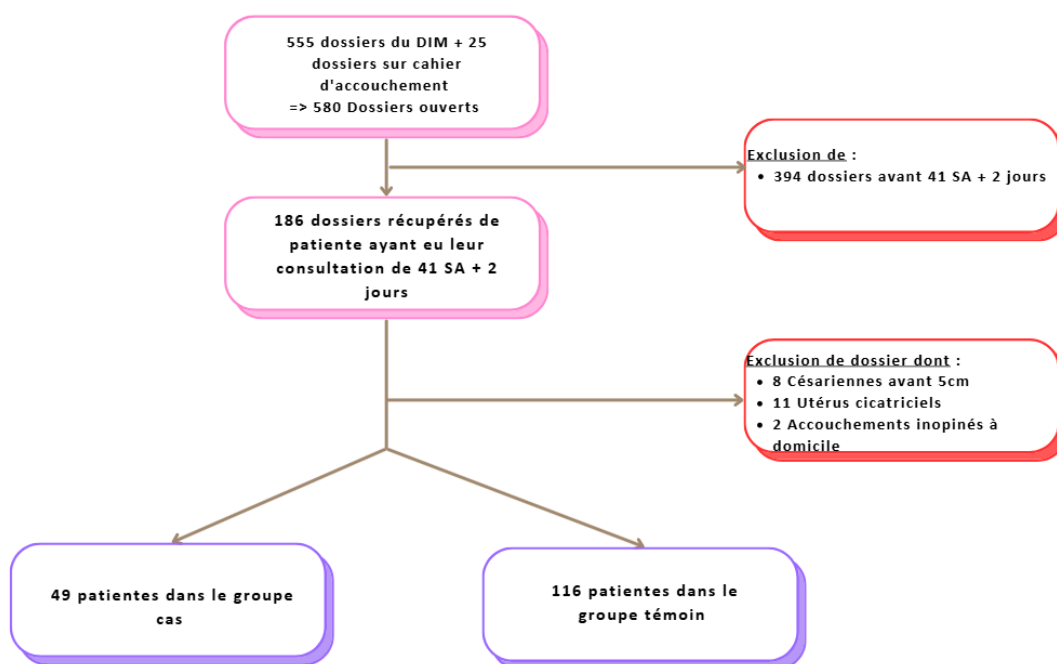 555 dossiers du DIM + 25
dossiers sur cahier
d'accouchement
=> 580 Dossiers ouverts
Exclusion de :
• 394 dossiers avant 41 SA + 2 jours
186 dossiers récupérés de
patiente ayant eu leur
consultation de 41 SA + 2
jours
Exclusion de dossier dont :
• 8 Césariennes avant 5cm
• 11 Utérus cicatriciels
• 2 Accouchements inopinés à
domicile
49 patientes dans le groupe
cas
116 patientes dans le
groupe témoin